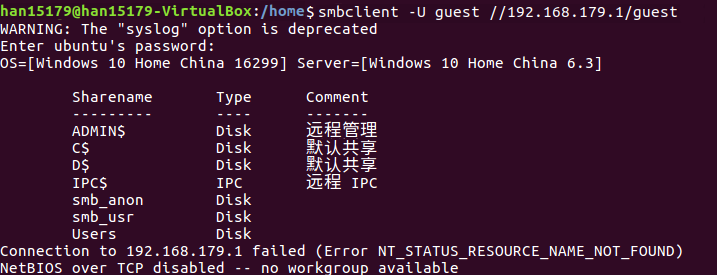 han15179@han15179-VirtualBox:/home$smbclient -U guest //192.168.179.1/guest
WARNING: The "syslog" option is deprecated
Enter ubuntu's password:
OS=[Windows 10 Home China 16299] Server=[Windows 10 Home China 6.3]
Sharename Type Comment
--------- ---- -------
ADMIN$ Disk 远程管理
C$ Disk 默认共享
D$ Disk 默认共享
IPC$ IPC 远程 IPC
smb_anon Disk
smb_usr Disk
Users Disk
Connection to 192.168.179.1 failed (Error NT_STATUS_RESOURCE_NAME_NOT_FOUND)
NetBIOS over TCP disabled -- no workgroup available